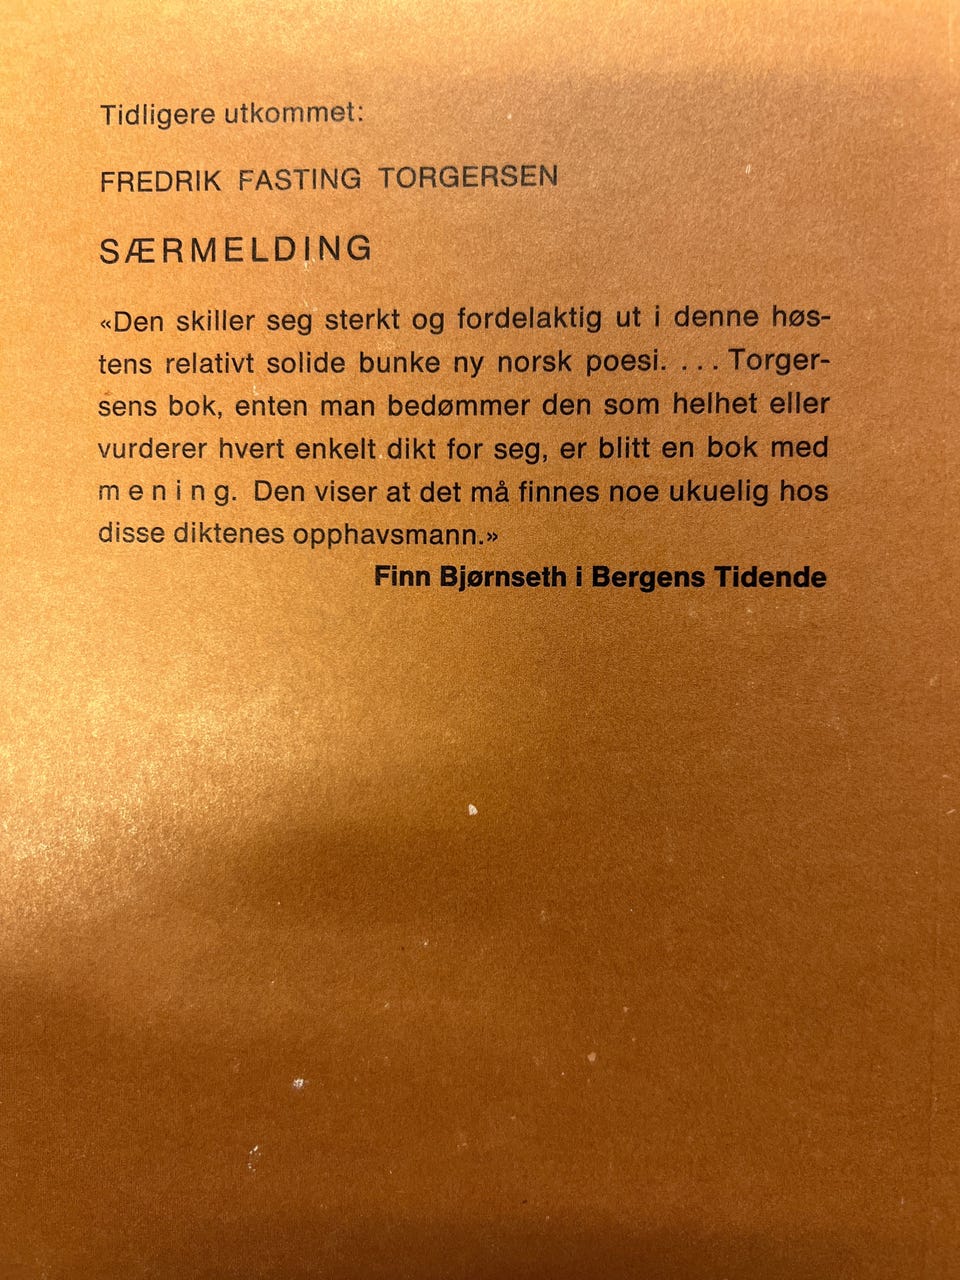 Tidligere utkommet:
FREDRIK FASTING TORGERSEN
SÆRMELDING
«Den skiller seg sterkt og fordelaktig ut i denne høs-
tens relativt solide bunke ny norsk poesi. . . . Torger-
sens bok, enten man bedømmer den som helhet eller
vurderer hvert enkelt dikt for seg, er blitt en bok med
m e n i n g. Den viser at det må finnes noe ukuelig hos
disse diktenes opphavsmann.»
Finn Bjørnseth i Bergens Tidende